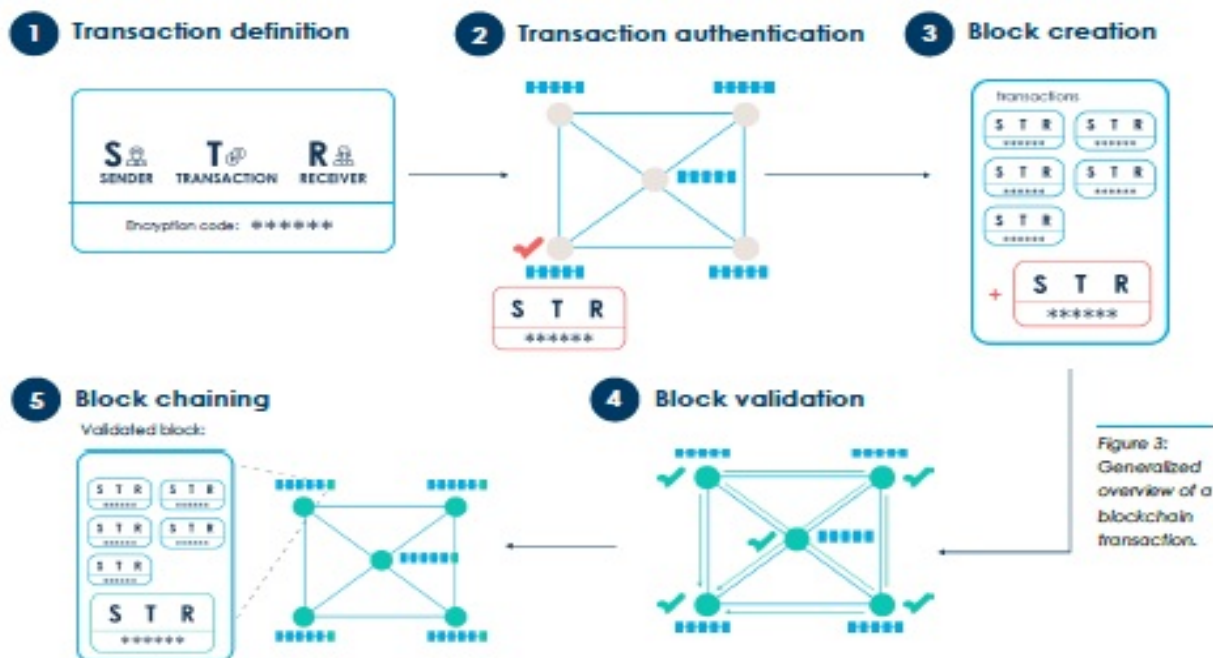 1 Transaction definition
S T R
SENDER TRANSACTION RECEIVER
Encryption code: ******
2 Transaction authentication
S T R
******
3 Block creation
transactions
S T R S T R
****** ******
S T R S T R
****** ******
S T R
******
+ S T R
******
Figure 3:
Generalized
overview of a
blockchain
transaction.
4 Block validation
5 Block chaining
Validated block:
S T R S T R
****** ******
S T R S T R
****** ******
S T R
******
S T R
******